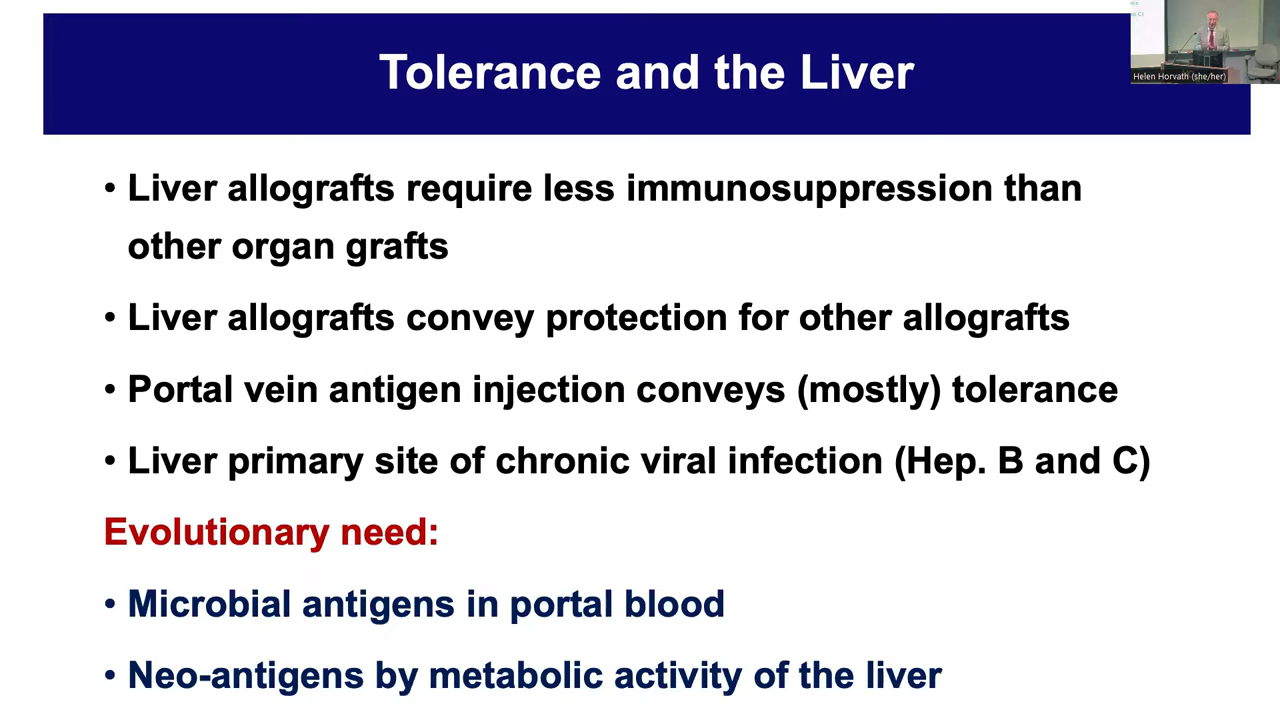 Tolerance and the Liver
Helen Horvath (she/her)
• Liver allografts require less immunosuppression than
other organ grafts
• Liver allografts convey protection for other allografts
• Portal vein antigen injection conveys (mostly) tolerance
• Liver primary site of chronic viral infection (Hep. B and C)
Evolutionary need:
• Microbial antigens in portal blood
• Neo-antigens by metabolic activity of the liver